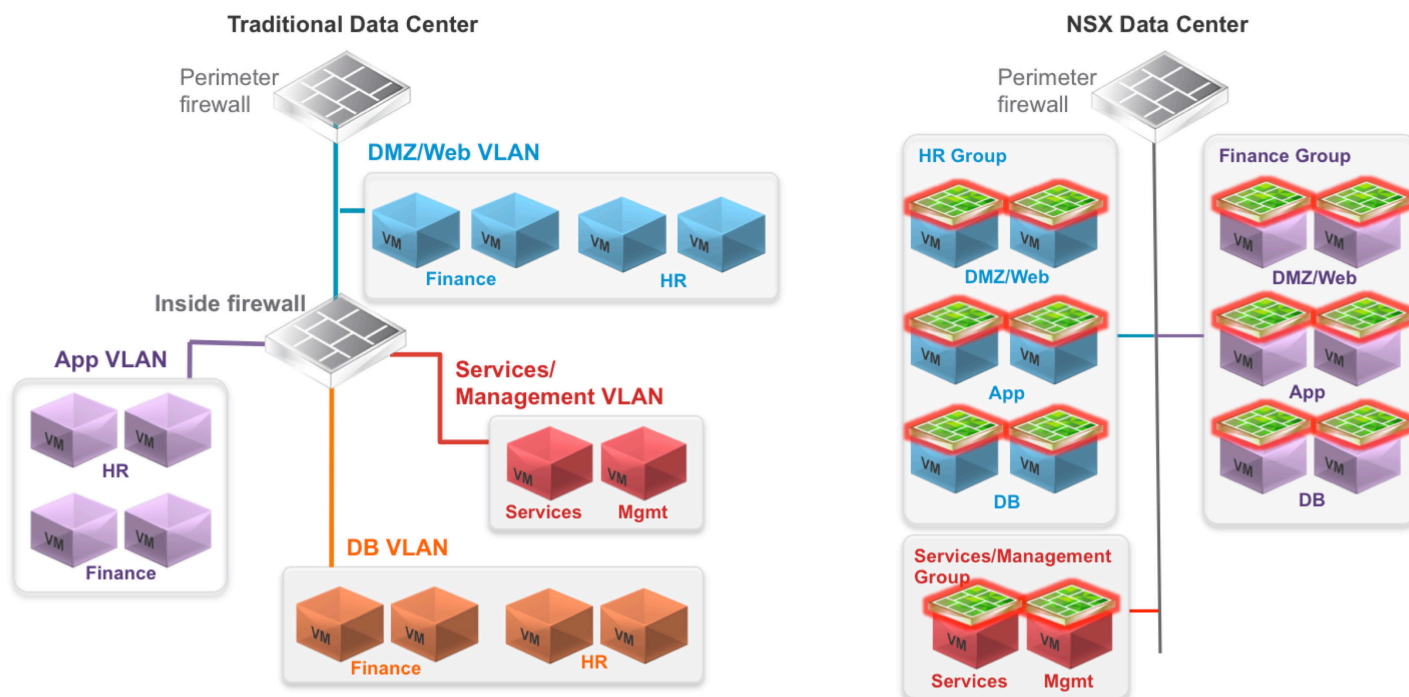 Traditional Data Center
Perimeter
firewall
DMZ/Web VLAN
VM
VM
VM
VM
Finance
HR
Inside firewall
App VLAN
VM
VM
HR
VM
VM
Finance
Services/
Management VLAN
VM
VM
Services
Mgmt
DB VLAN
VM
VM
VM
VM
Finance
HR
NSX Data Center
Perimeter
firewall
HR Group
VM
VM
DMZ/Web
VM
VM
App
VM
VM
DB
Finance Group
VM
VM
DMZ/Web
VM
VM
App
VM
VM
DB
Services/Management
Group
VM
VM
Services
Mgmt